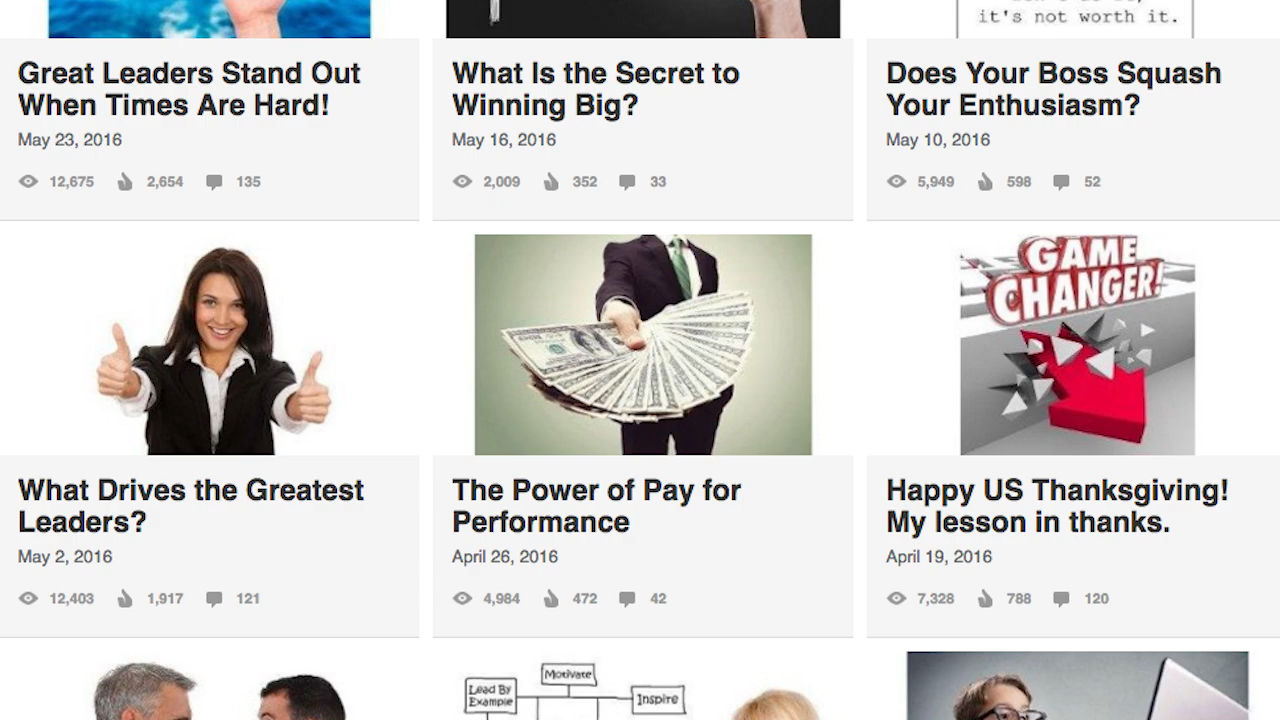 it's not worth it.
Great Leaders Stand Out
When Times Are Hard!
May 23, 2016
12,675 2,654 135
What Is the Secret to
Winning Big?
May 16, 2016
2,009 352 33
Does Your Boss Squash
Your Enthusiasm?
May 10, 2016
5,949 598 52
GAME
CHANGER!
What Drives the Greatest
Leaders?
May 2, 2016
12,403 1,917 121
The Power of Pay for
Performance
April 26, 2016
4,984 472 42
Happy US Thanksgiving!
My lesson in thanks.
April 19, 2016
7,328 788 120
Motivate
Lead By
Example
Inspire